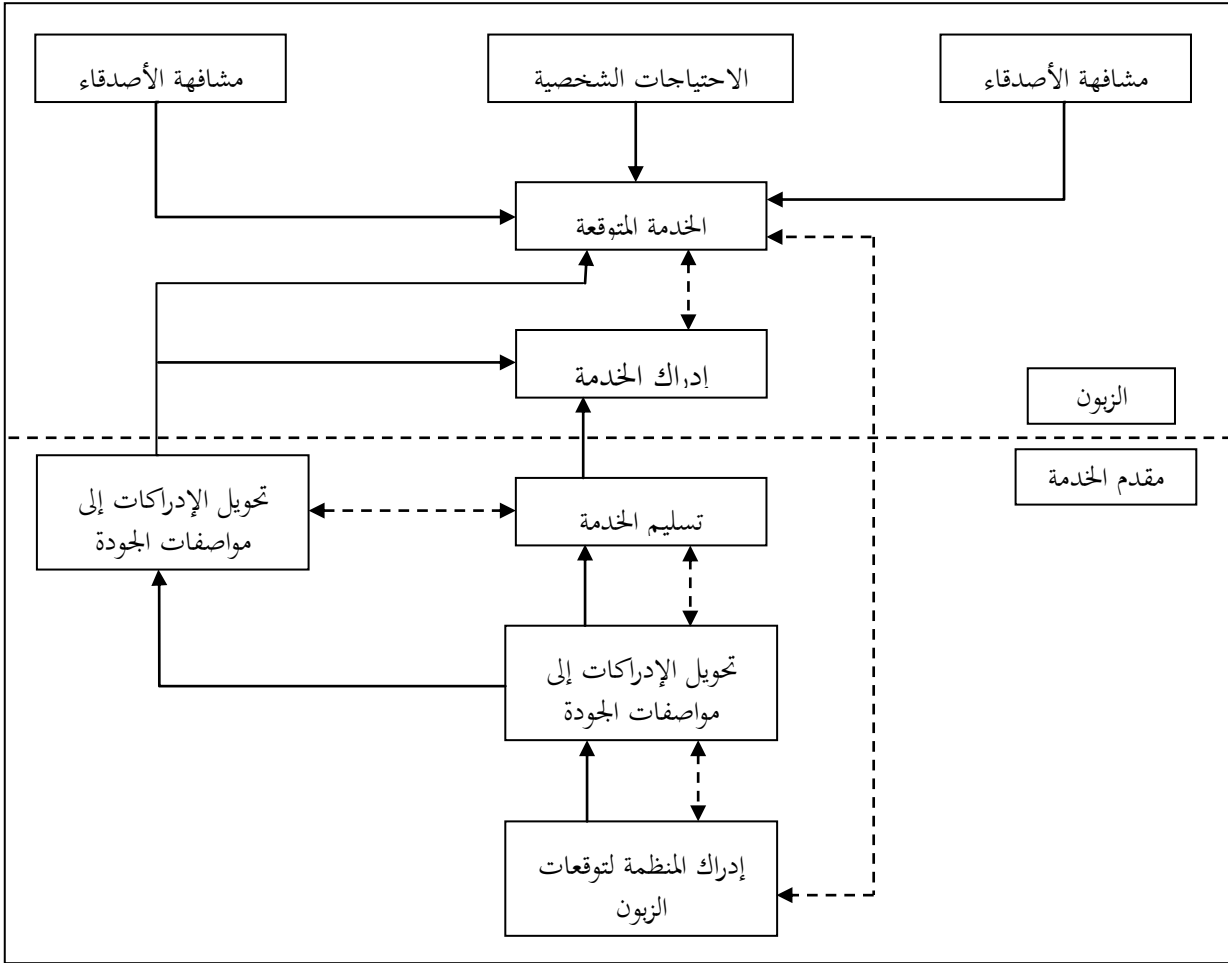 مشافهة الأصدقاء
الاحتياجات الشخصية
مشافهة الأصدقاء
الخدمة المتوقعة
إدراك الخدمة
الزبون
مقدم الخدمة
تسليم الخدمة
تحويل الإدراكات إلى
مواصفات الجودة
تحويل الإدراكات إلى
مواصفات الجودة
إدراك المنظمة لتوقعات
الزبون